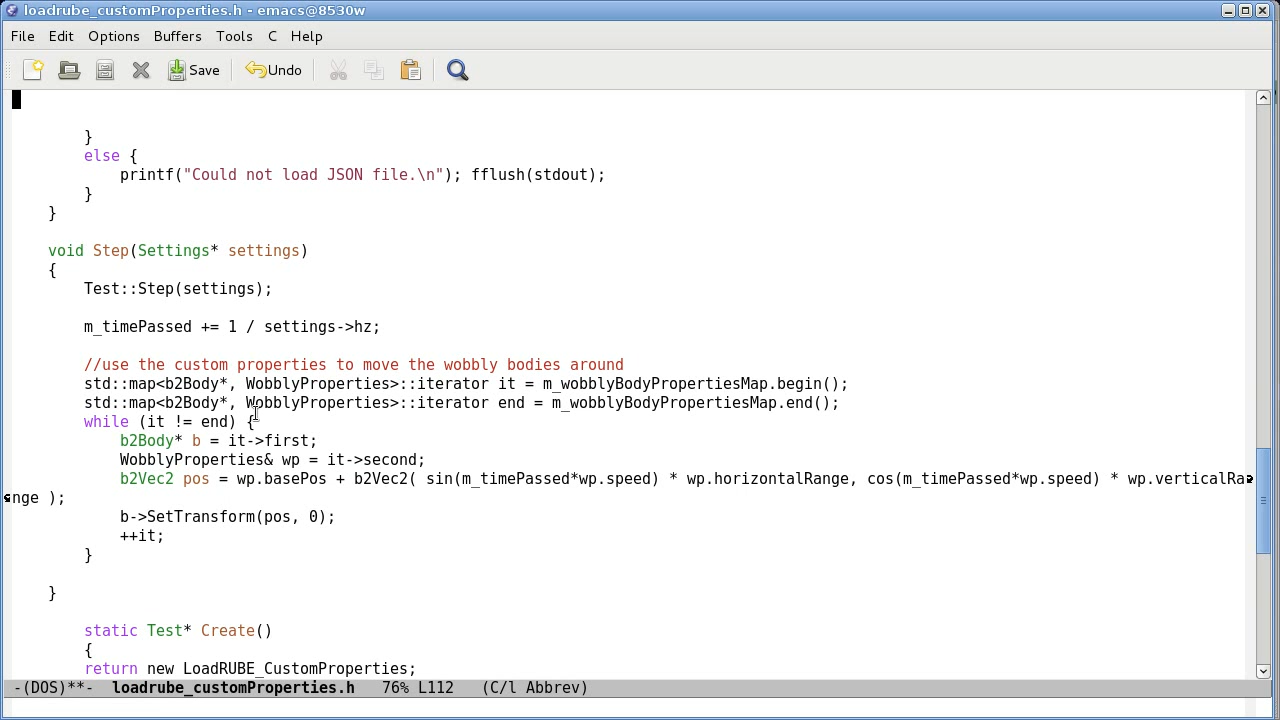 loadrube_customProperties.h - emacs@8530w
File Edit Options Buffers Tools C Help
Save Undo
}
else {
printf("Could not load JSON file.\n"); fflush(stdout);
}
}
void Step(Settings* settings)
{
Test::Step(settings);
m_timePassed += 1 / settings->hz;
//use the custom properties to move the wobbly bodies around
std::map<b2Body*, WobblyProperties>::iterator it = m_wobblyBodyPropertiesMap.begin();
std::map<b2Body*, WobblyProperties>::iterator end = m_wobblyBodyPropertiesMap.end();
while (it != end) {
b2Body* b = it->first;
WobblyProperties& wp = it->second;
b2Vec2 pos = wp.basePos + b2Vec2( sin(m_timePassed*wp.speed) * wp.horizontalRange, cos(m_timePassed*wp.speed) * wp.verticalRa
nge );
b->SetTransform(pos, 0);
++it;
}
}
static Test* Create()
{
return new LoadRUBE_CustomProperties;
-(DOS)**- loadrube_customProperties.h 76% L112 (C/l Abbrev)